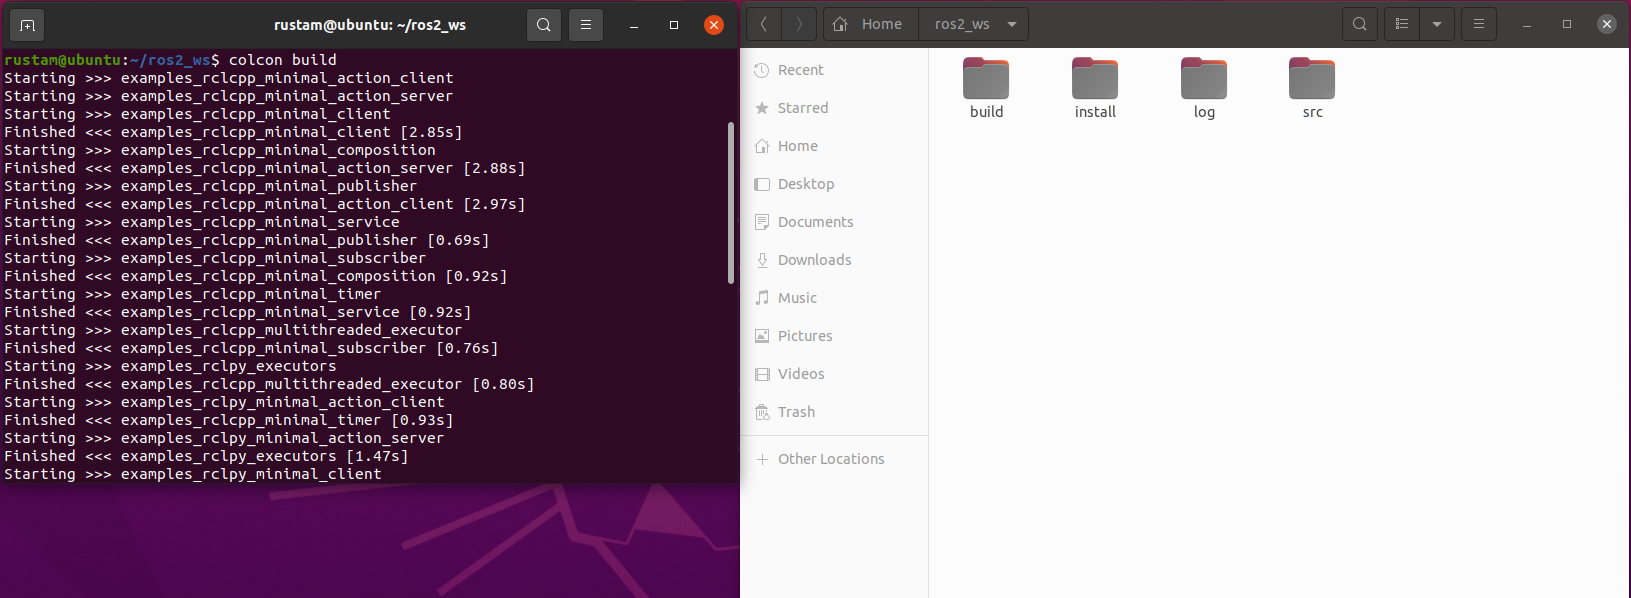 rustam@ubuntu: ~/ros2_ws
rustam@ubuntu:~/ros2_ws$ colcon build
Starting >>> examples_rclcpp_minimal_action_client
Starting >>> examples_rclcpp_minimal_action_server
Starting >>> examples_rclcpp_minimal_client
Finished <<< examples_rclcpp_minimal_client [2.85s]
Starting >>> examples_rclcpp_minimal_composition
Finished <<< examples_rclcpp_minimal_action_server [2.88s]
Starting >>> examples_rclcpp_minimal_publisher
Finished <<< examples_rclcpp_minimal_action_client [2.97s]
Starting >>> examples_rclcpp_minimal_service
Finished <<< examples_rclcpp_minimal_publisher [0.69s]
Starting >>> examples_rclcpp_minimal_subscriber
Finished <<< examples_rclcpp_minimal_composition [0.92s]
Starting >>> examples_rclcpp_minimal_timer
Finished <<< examples_rclcpp_minimal_service [0.92s]
Starting >>> examples_rclcpp_multithreaded_executor
Finished <<< examples_rclcpp_minimal_subscriber [0.76s]
Starting >>> examples_rclpy_executors
Finished <<< examples_rclcpp_multithreaded_executor [0.80s]
Starting >>> examples_rclpy_minimal_action_client
Finished <<< examples_rclcpp_minimal_timer [0.93s]
Starting >>> examples_rclpy_minimal_action_server
Finished <<< examples_rclpy_executors [1.47s]
Starting >>> examples_rclpy_minimal_client
Home ros2_ws
Recent
Starred
Home
Desktop
Documents
Downloads
Music
Pictures
Videos
Trash
Other Locations
build install log src